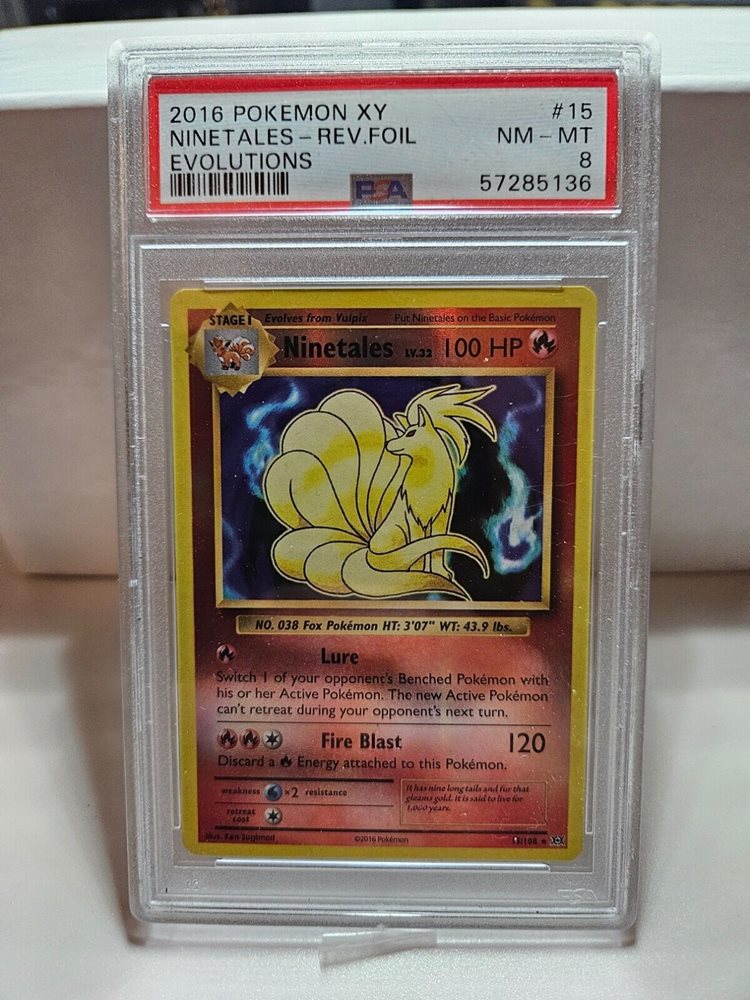 2016 POKEMON XY #15
NINETALES - REV.FOIL NM - MT
EVOLUTIONS 8
PSA 57285136
STAGE 1 Evolves from Vulpix Put Ninetales on the Basic Pokémon
Ninetales LV.32 100 HP
NO. 038 Fox Pokémon HT: 3'07" WT: 43.9 lbs.
Lure
Switch 1 of your opponent's Benched Pokémon with
his or her Active Pokémon. The new Active Pokémon
can't retreat during your opponent's next turn.
Fire Blast 120
Discard a Energy attached to this Pokémon.
weakness ×2 resistance
retreat
cost
It has nine long tails and fur that
gleams gold. It is said to live for
1,000 years.
Illus. Ken Sugimori ©2016 Pokémon 15/108
PSA